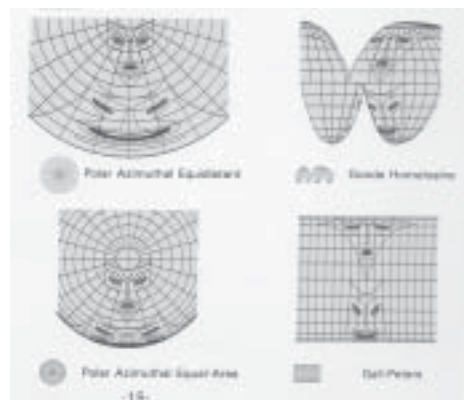 Polar Azimuthal Equidistant
Goode Homolosine
Polar Azimuthal Equal-Area
Gall-Peters
-15-